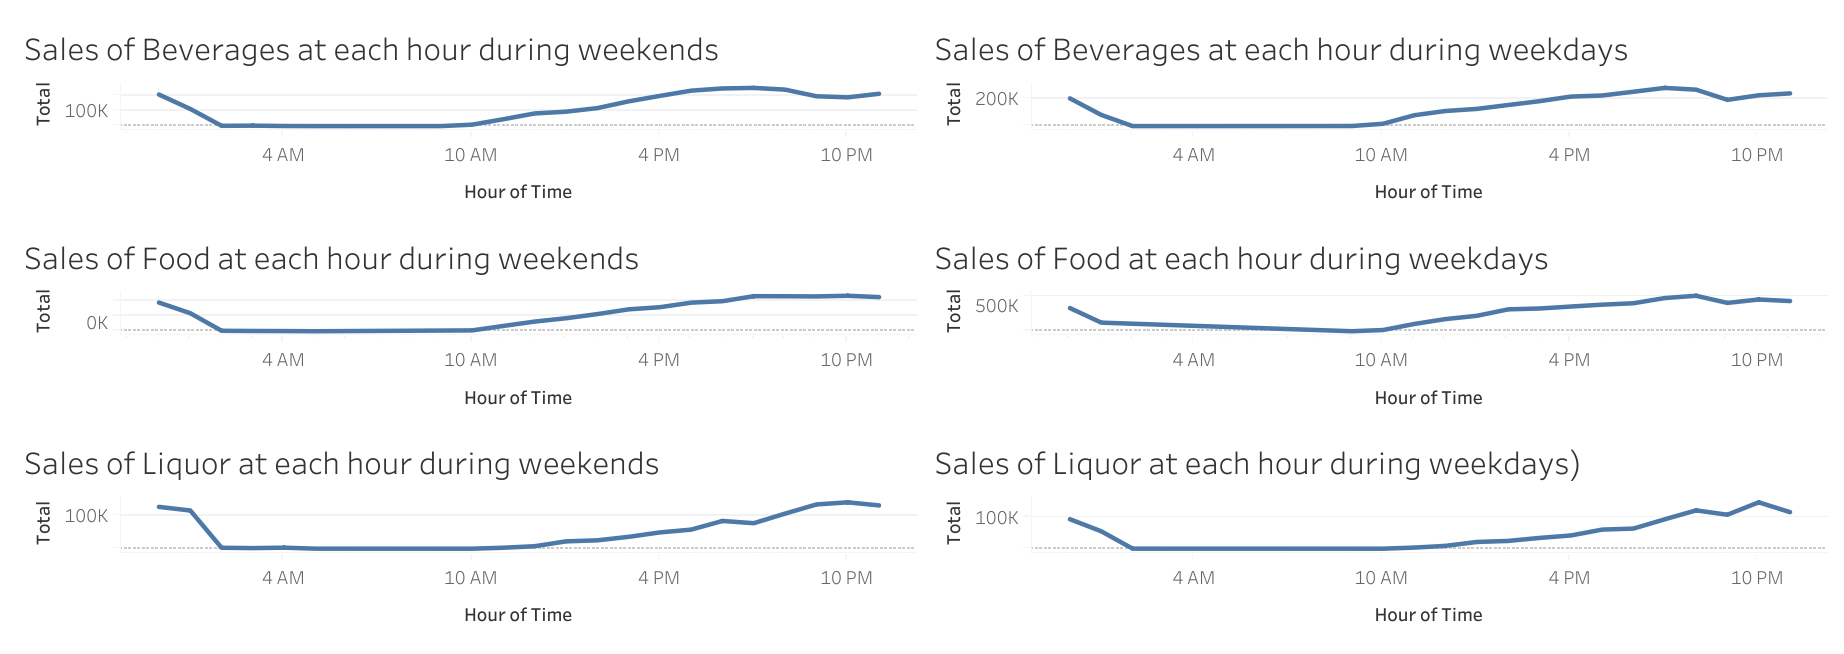 Sales of Beverages at each hour during weekends
Total
100K
4 AM 10 AM 4 PM 10 PM
Hour of Time
Sales of Beverages at each hour during weekdays
Total
200K
4 AM 10 AM 4 PM 10 PM
Hour of Time
Sales of Food at each hour during weekends
Total
0K
4 AM 10 AM 4 PM 10 PM
Hour of Time
Sales of Food at each hour during weekdays
Total
500K
4 AM 10 AM 4 PM 10 PM
Hour of Time
Sales of Liquor at each hour during weekends
Total
100K
4 AM 10 AM 4 PM 10 PM
Hour of Time
Sales of Liquor at each hour during weekdays)
Total
100K
4 AM 10 AM 4 PM 10 PM
Hour of Time